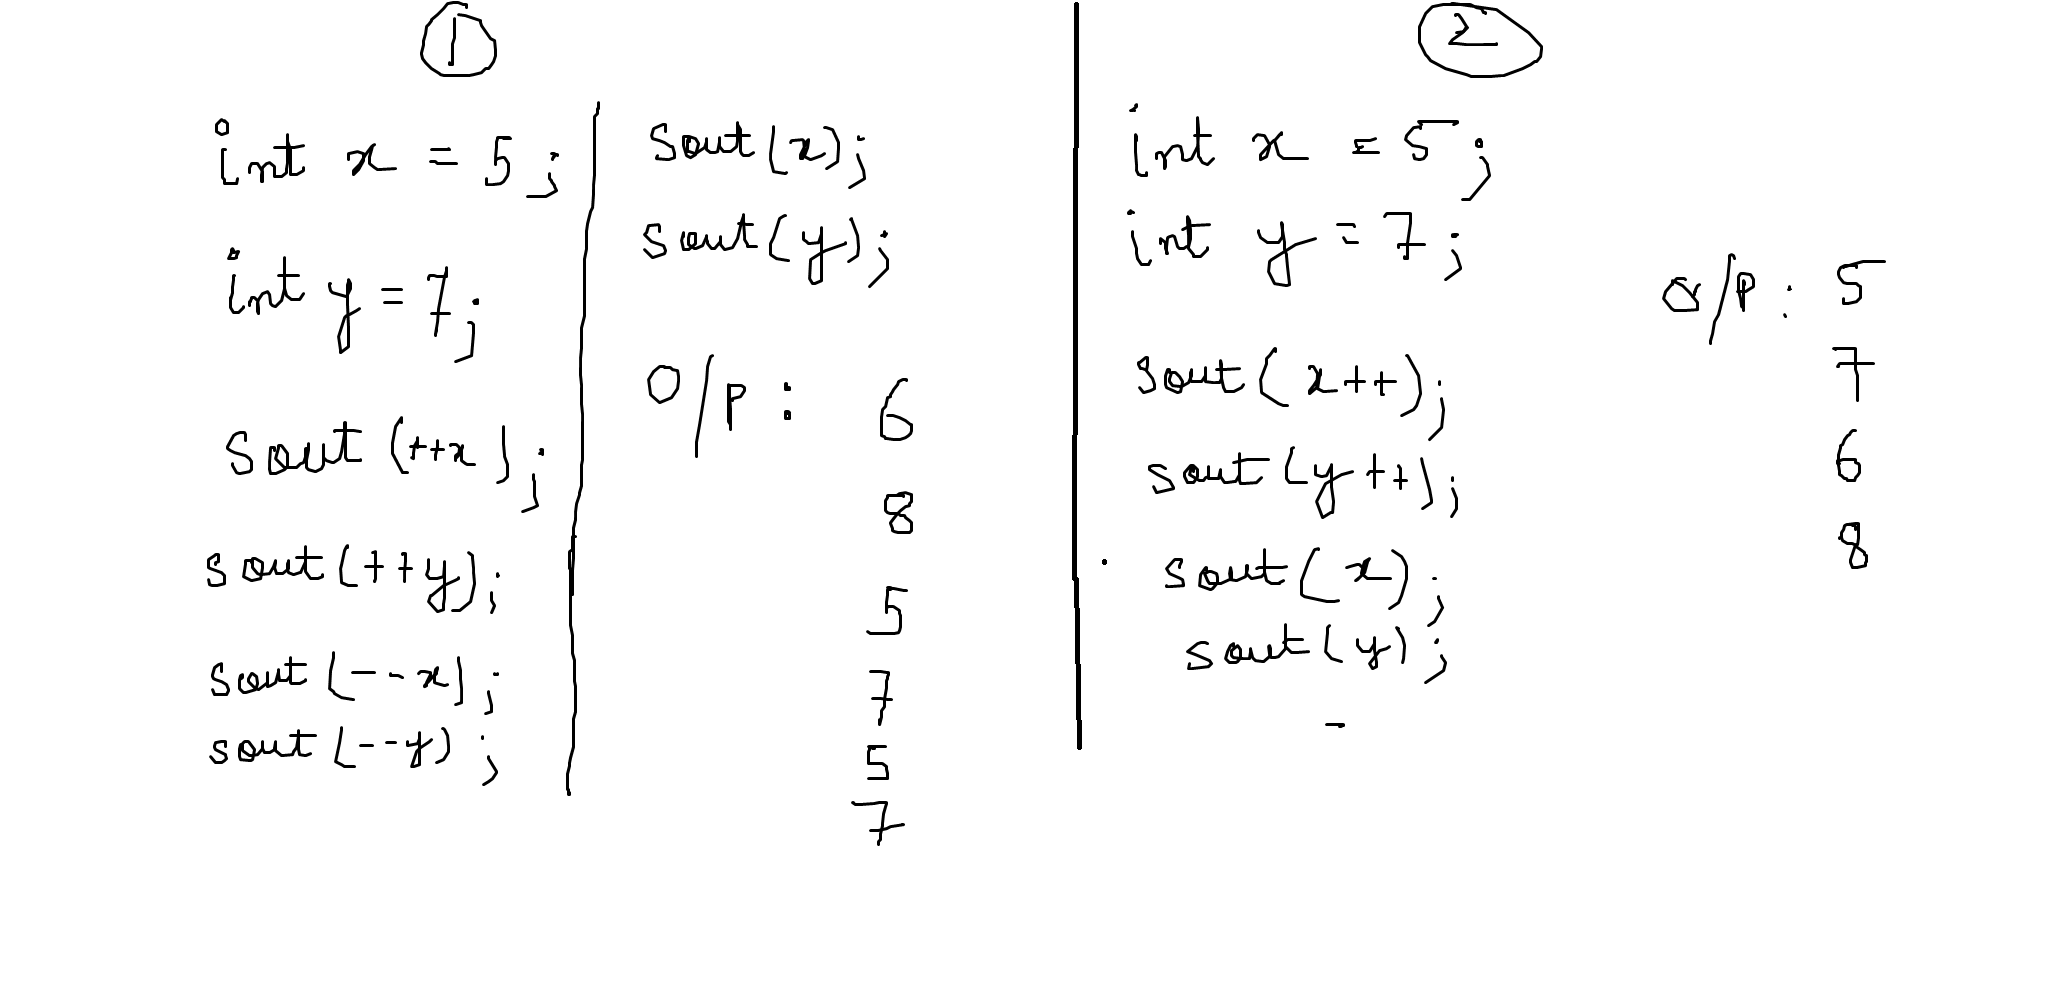 1
int x = 5;
int y = 7;
sout(++x);
sout(++y);
sout(--x);
sout(--y);
sout(x);
sout(y);
O/P : 6
8
5
7
5
7
2
int x = 5;
int y = 7;
sout(x++);
sout(y++);
sout(x);
sout(y);
O/P : 5
7
6
8